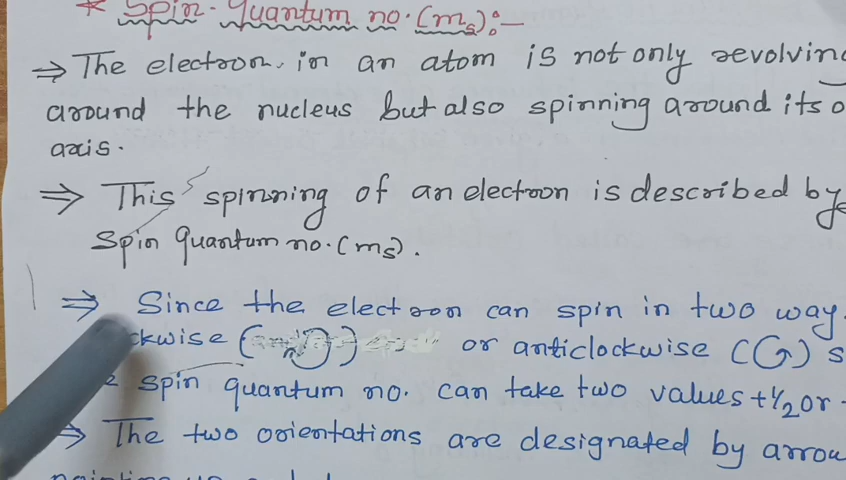 * Spin-Quantum no.(ms):-
⇒ The electron in an atom is not only revolving
around the nucleus but also spinning around its
axis.
⇒ This spinning of an electron is described by
Spin Quantum no.(ms).
⇒ Since the electron can spin in two way
ckwise ( ↻ ) or anticlockwise (↺) s
spin quantum no. can take two values +1/2 or -
⇒ The two orientations are designated by arrow